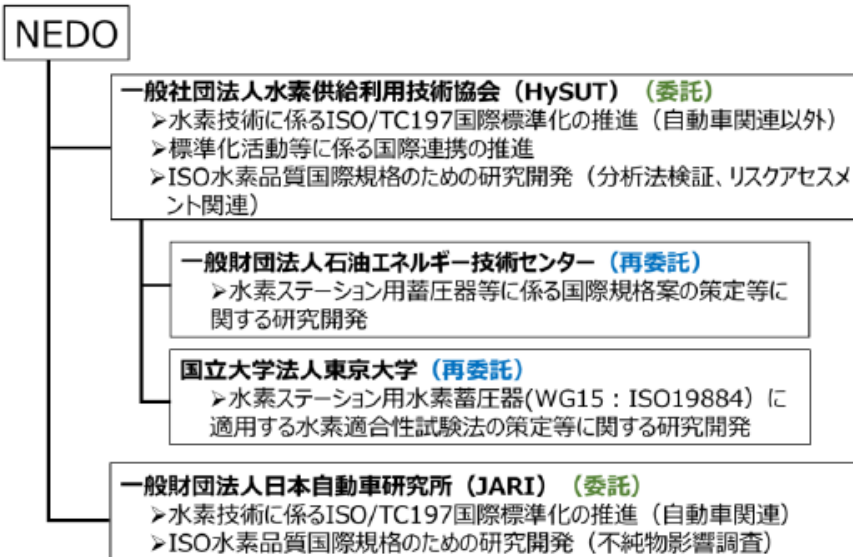 NEDO
一般社団法人水素供給利用技術協会（HySUT）（委託）
➢水素技術に係るISO/TC197国際標準化の推進（自動車関連以外）
➢標準化活動等に係る国際連携の推進
➢ISO水素品質国際規格のための研究開発（分析法検証、リスクアセスメ
ント関連）
一般財団法人石油エネルギー技術センター（再委託）
➢水素ステーション用蓄圧器等に係る国際規格案の策定等に
関する研究開発
国立大学法人東京大学（再委託）
➢水素ステーション用水素蓄圧器(WG15：ISO19884）に
適用する水素適合性試験法の策定等に関する研究開発
一般財団法人日本自動車研究所（JARI）（委託）
➢水素技術に係るISO/TC197国際標準化の推進（自動車関連）
➢ISO水素品質国際規格のための研究開発（不純物影響調査）